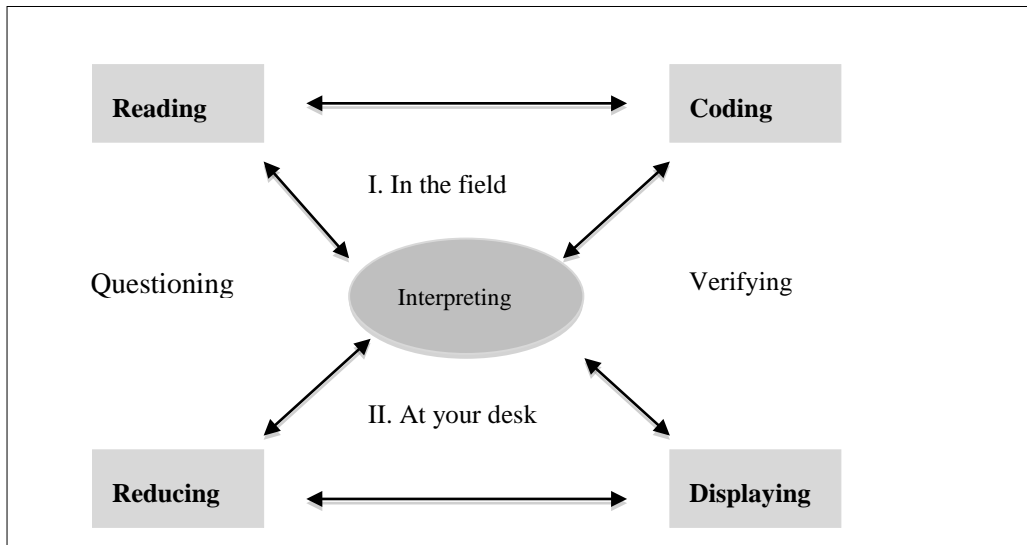 Reading
Coding
I. In the field
Questioning
Interpreting
Verifying
II. At your desk
Reducing
Displaying